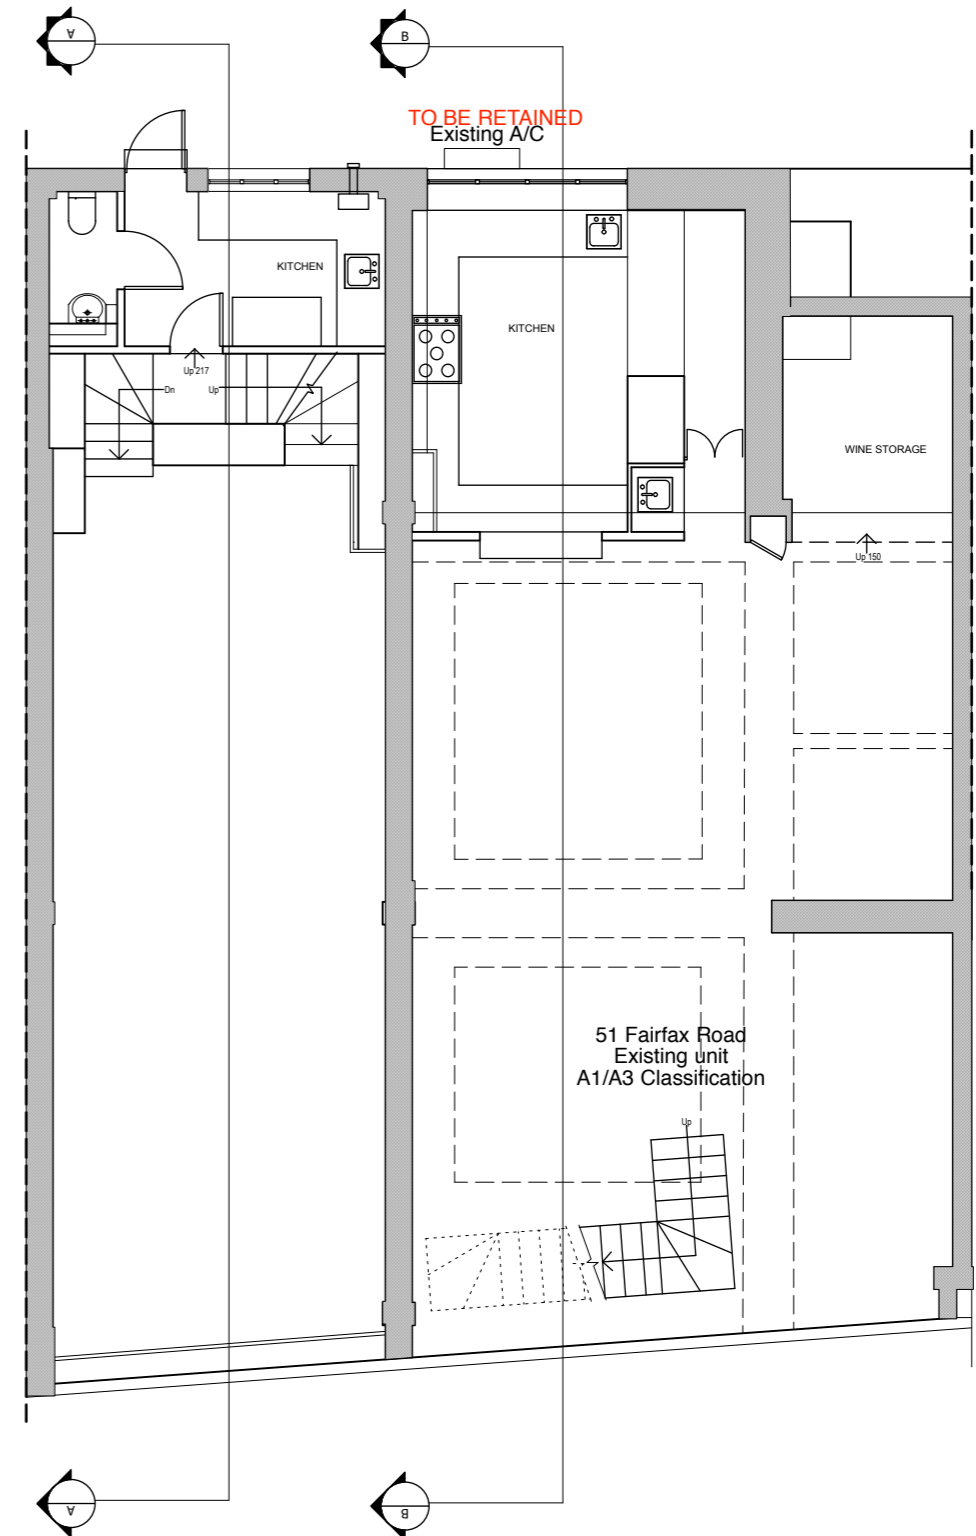 A
B
TO BE RETAINED
Existing A/C
KITCHEN
KITCHEN
Up 217
Dn
Up
WINE STORAGE
Up 150
51 Fairfax Road
Existing unit
A1/A3 Classification
Up
A
B